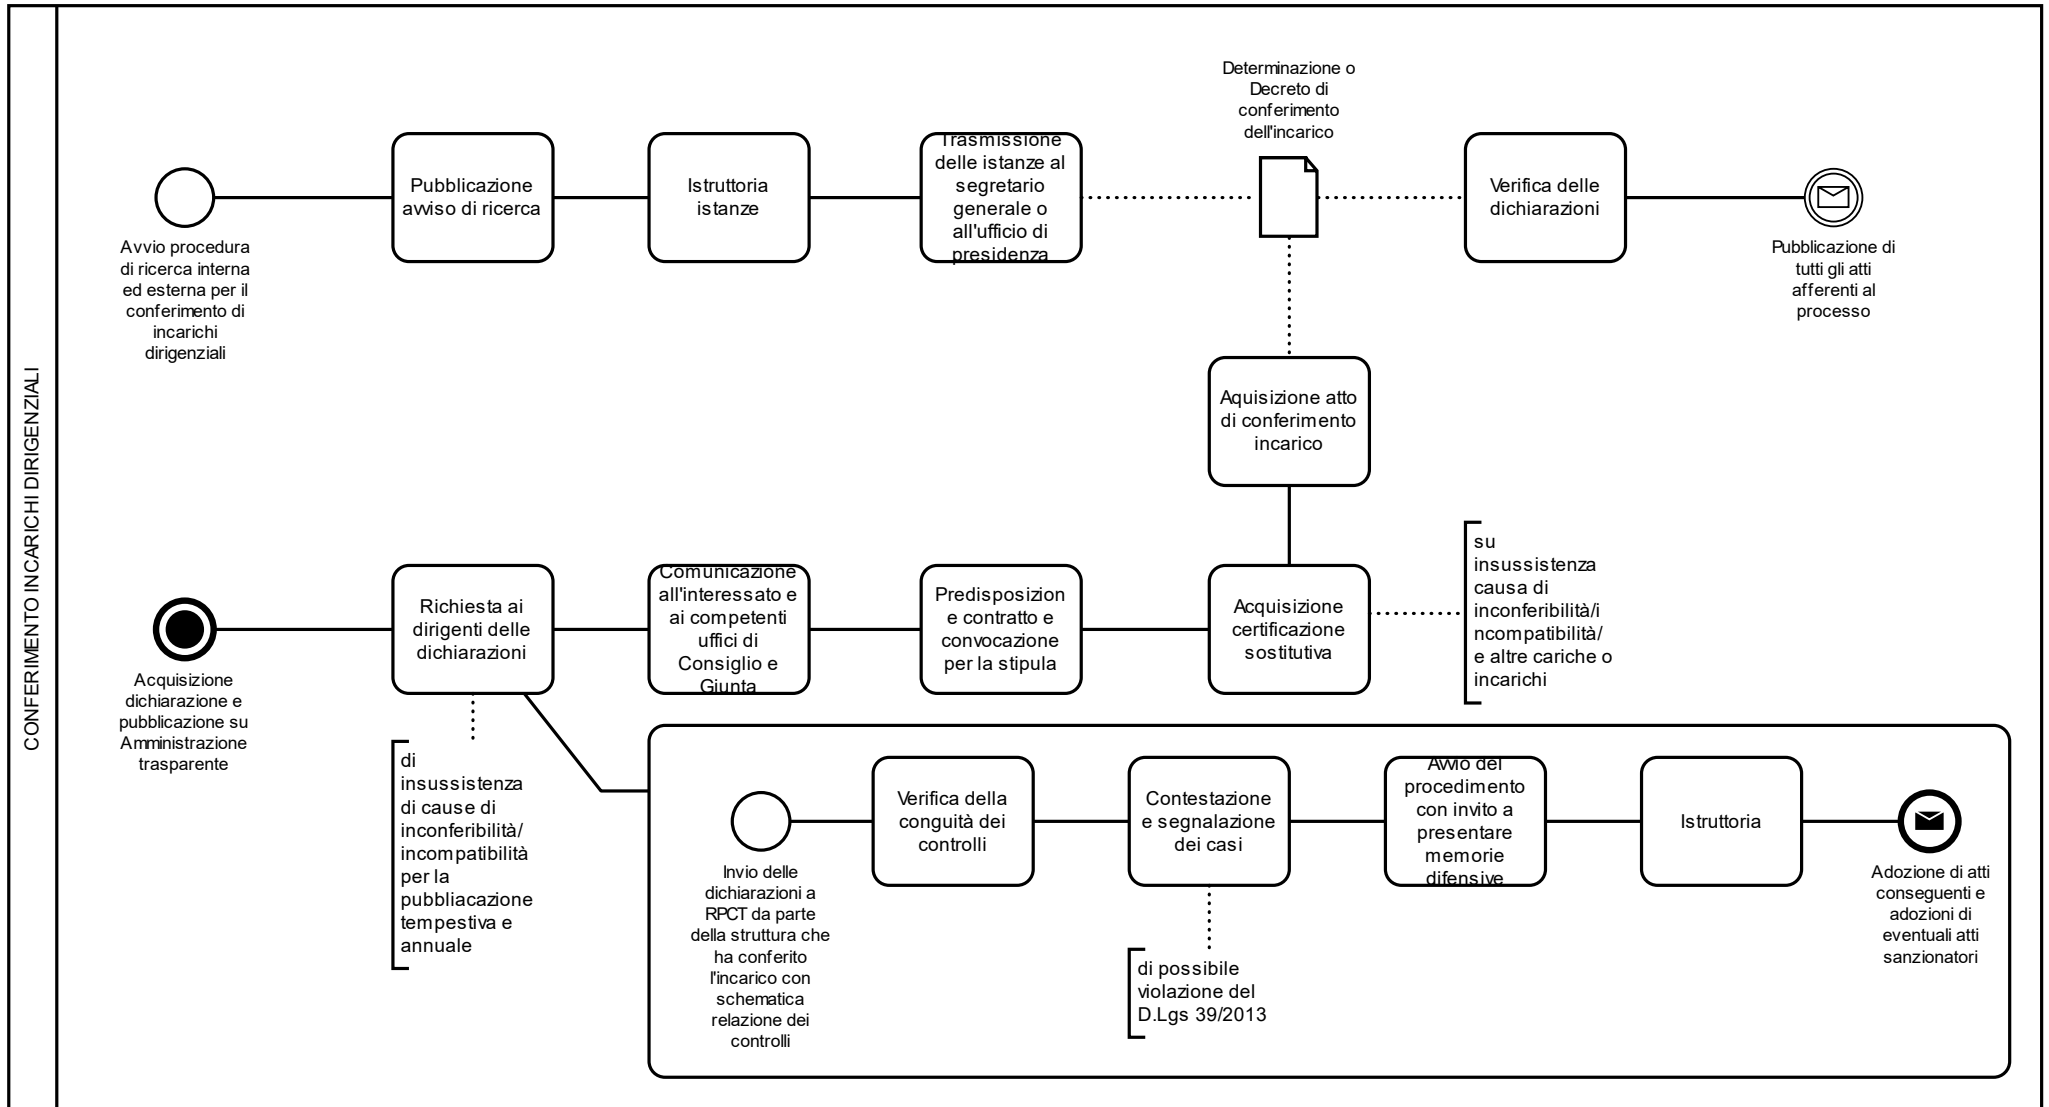 CONFERIMENTO INCARICHI DIRIGENZIALI
Avvio procedura
di ricerca interna
ed esterna per il
conferimento di
incarichi
dirigenziali
Pubblicazione
avviso di ricerca
Istruttoria
istanze
Trasmissione
delle istanze al
segretario
generale o
all'ufficio di
presidenza
Determinazione o
Decreto di
conferimento
dell'incarico
Verifica delle
dichiarazioni
Pubblicazione di
tutti gli atti
afferenti al
processo
Aquisizione atto
di conferimento
incarico
Acquisizione
dichiarazione e
pubblicazione su
Amministrazione
trasparente
Richiesta ai
dirigenti delle
dichiarazioni
Comunicazione
all'interessato e
ai competenti
uffici di
Consiglio e
Giunta
Predisposizion
e contratto e
convocazione
per la stipula
Acquisizione
certificazione
sostitutiva
su
insussistenza
causa di
inconferibilità/i
ncompatibilità/
e altre cariche o
incarichi
di
insussistenza
di cause di
inconferibilità/
incompatibilità
per la
pubbliacazione
tempestiva e
annuale
Invio delle
dichiarazioni a
RPCT da parte
della struttura che
ha conferito
l'incarico con
schematica
relazione dei
controlli
Verifica della
conguità dei
controlli
Contestazione
e segnalazione
dei casi
di possibile
violazione del
D.Lgs 39/2013
Avvio del
procedimento
con invito a
presentare
memorie
difensive
Istruttoria
Adozione di atti
conseguenti e
adozioni di
eventuali atti
sanzionatori